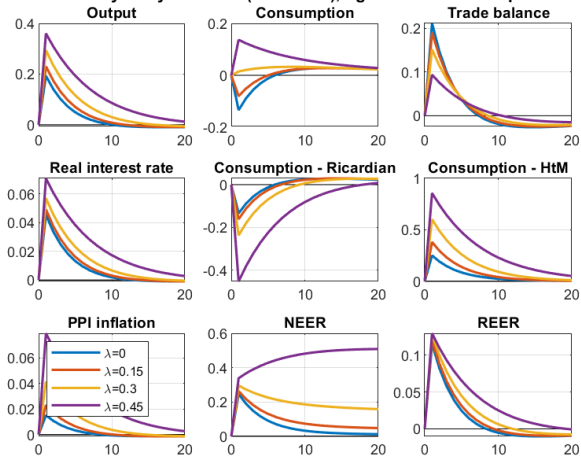 Output
Consumption
Trade balance
0.4
0.2
0
0 10 20
0.2
0
-0.2
0 10 20
0.2
0.1
0
0 10 20
Real interest rate
Consumption - Ricardian
Consumption - HtM
0.06
0.04
0.02
0
0 10 20
0
-0.2
-0.4
0 10 20
1
0.5
0
0 10 20
PPI inflation
NEER
REER
0.06
0.04
0.02
0
0 10 20
λ=0
λ=0.15
λ=0.3
λ=0.45
0.6
0.4
0.2
0
0 10 20
0.1
0.05
0
0 10 20